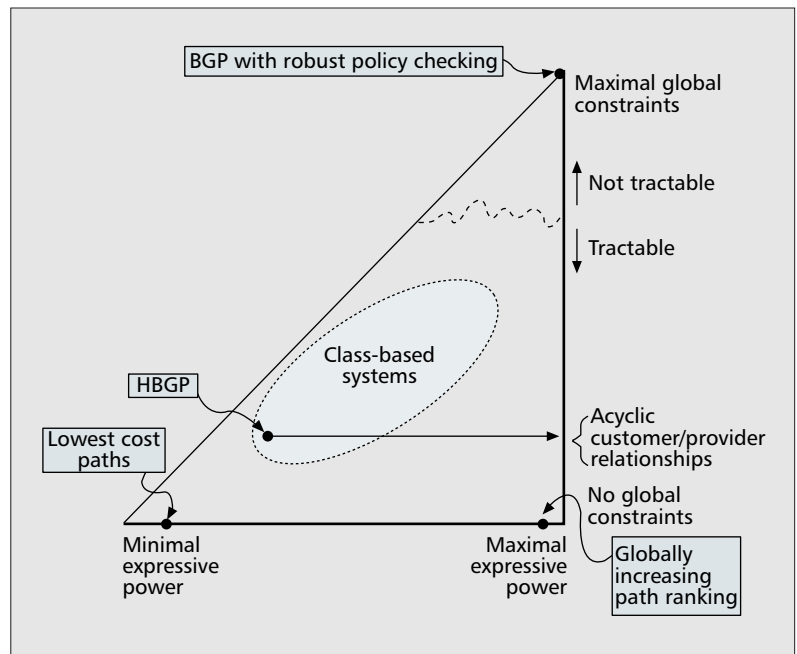 BGP with robust policy checking
Maximal global
constraints
Not tractable
Tractable
Class-based
systems
HBGP
Lowest cost
paths
Acyclic
customer/provider
relationships
No global
constraints
Minimal
expressive
power
Maximal
expressive
power
Globally
increasing
path ranking